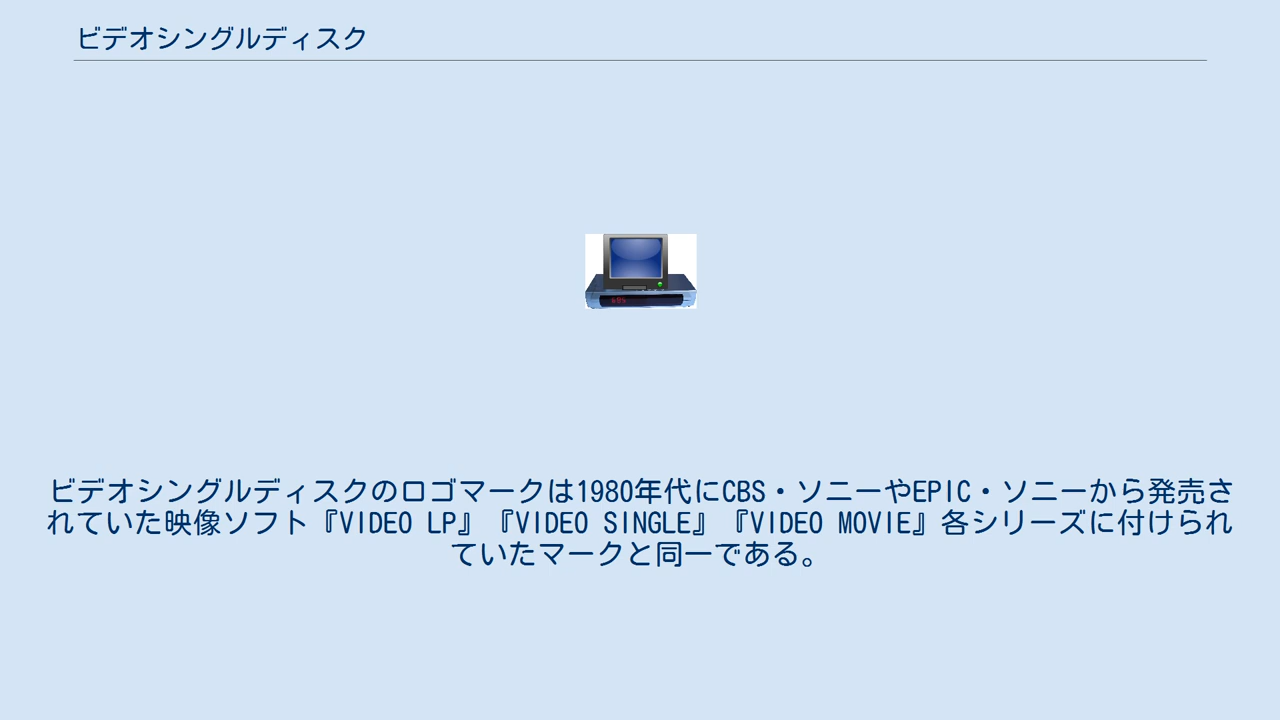 ビデオシングルディスク
ビデオシングルディスクのロゴマークは1980年代にCBS・ソニーやEPIC・ソニーから発売さ
れていた映像ソフト『VIDEO LP』『VIDEO SINGLE』『VIDEO MOVIE』各シリーズに付けられ
ていたマークと同一である。